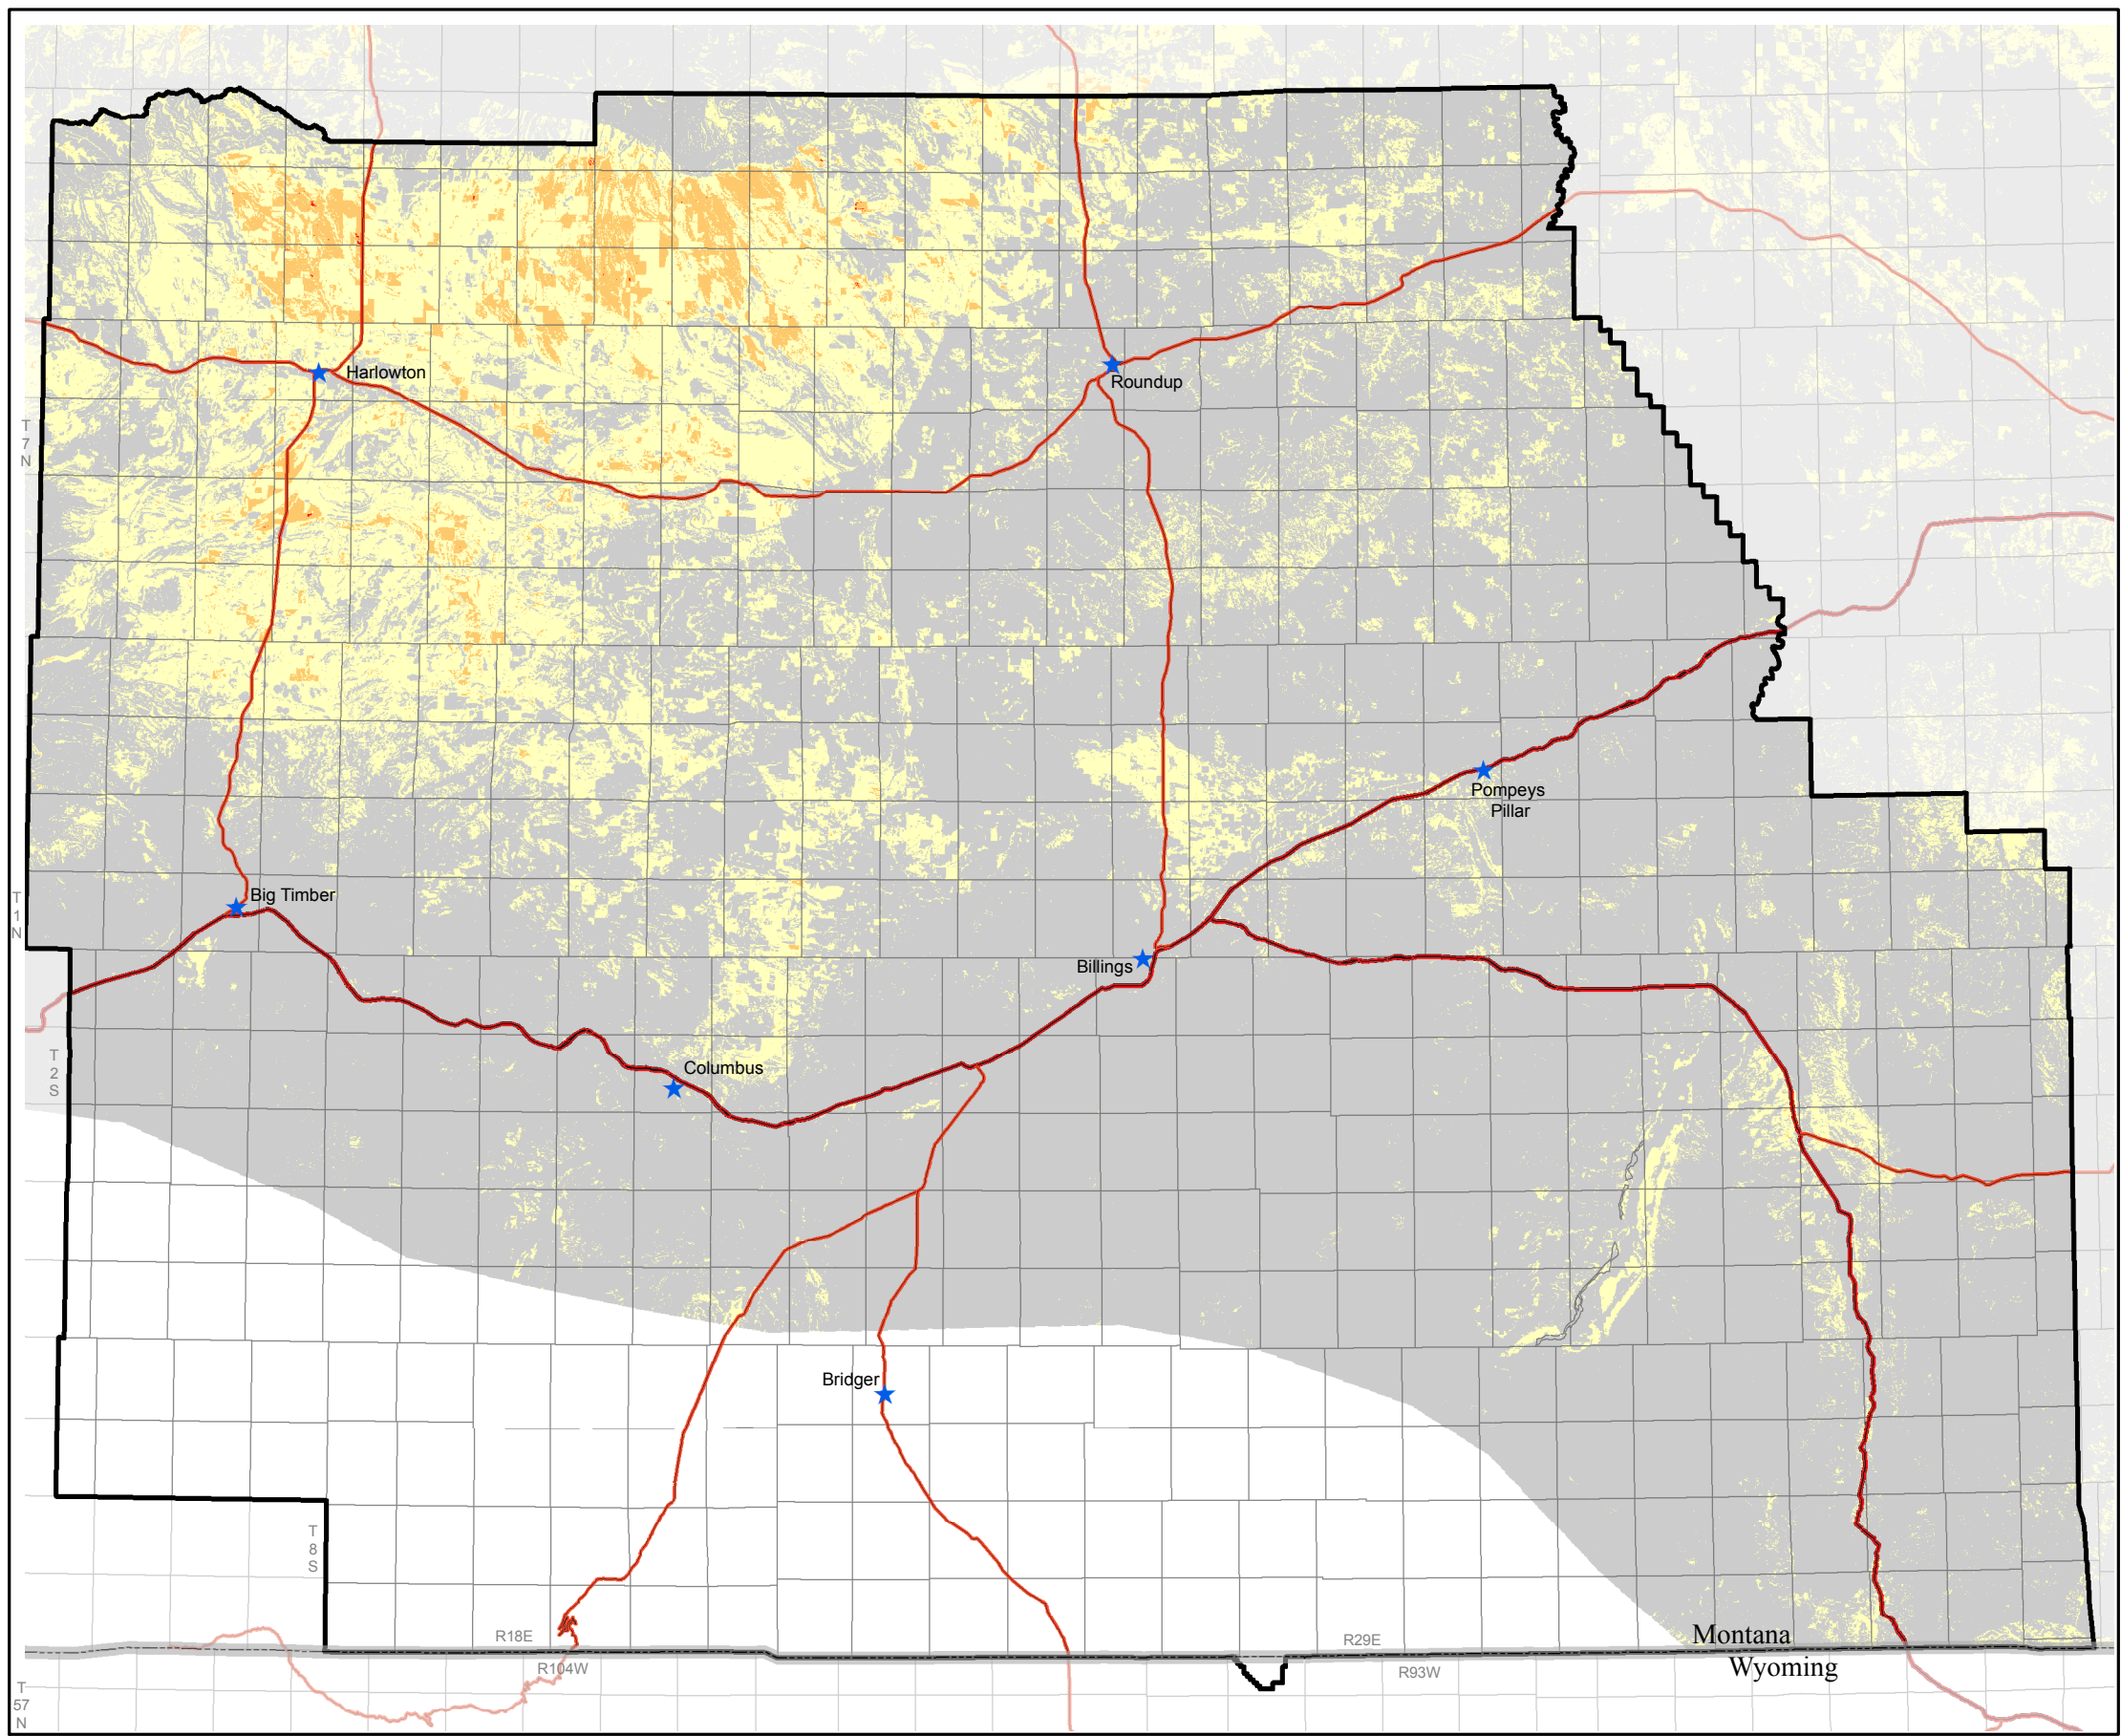 Harlowton
Roundup
T
7
N
Pompeys
Pillar
Big Timber
T
1
N
Billings
T
2
S
Columbus
Bridger
T
8
S
R18E
R29E
Montana
R104W
R93W
Wyoming
T
57
N